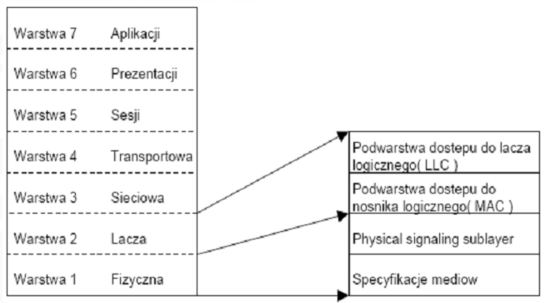 Warstwa 7 Aplikacji
Warstwa 6 Prezentacji
Warstwa 5 Sesji
Warstwa 4 Transportowa
Warstwa 3 Sieciowa
Warstwa 2 Lacza
Warstwa 1 Fizyczna
Podwarstwa dostepu do lacza
logicznego( LLC )
Podwarstwa dostepu do
nosnika logicznego( MAC )
Physical signaling sublayer
Specyfikacje mediow